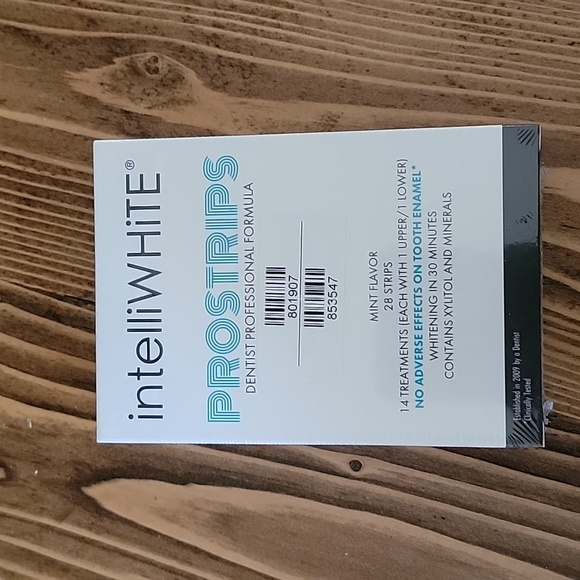 intelliWHiTE®
PROSTRIPS
DENTIST PROFESSIONAL FORMULA
801907
853547
MINT FLAVOR
28 STRIPS
14 TREATMENTS (EACH WITH 1 UPPER/1 LOWER)
NO ADVERSE EFFECTS ON TOOTH ENAMEL*
WHITENING IN 30 MINUTES
CONTAINS XYLITOL AND MINERALS
Established in 2009 by a Dentist
Clinically Tested